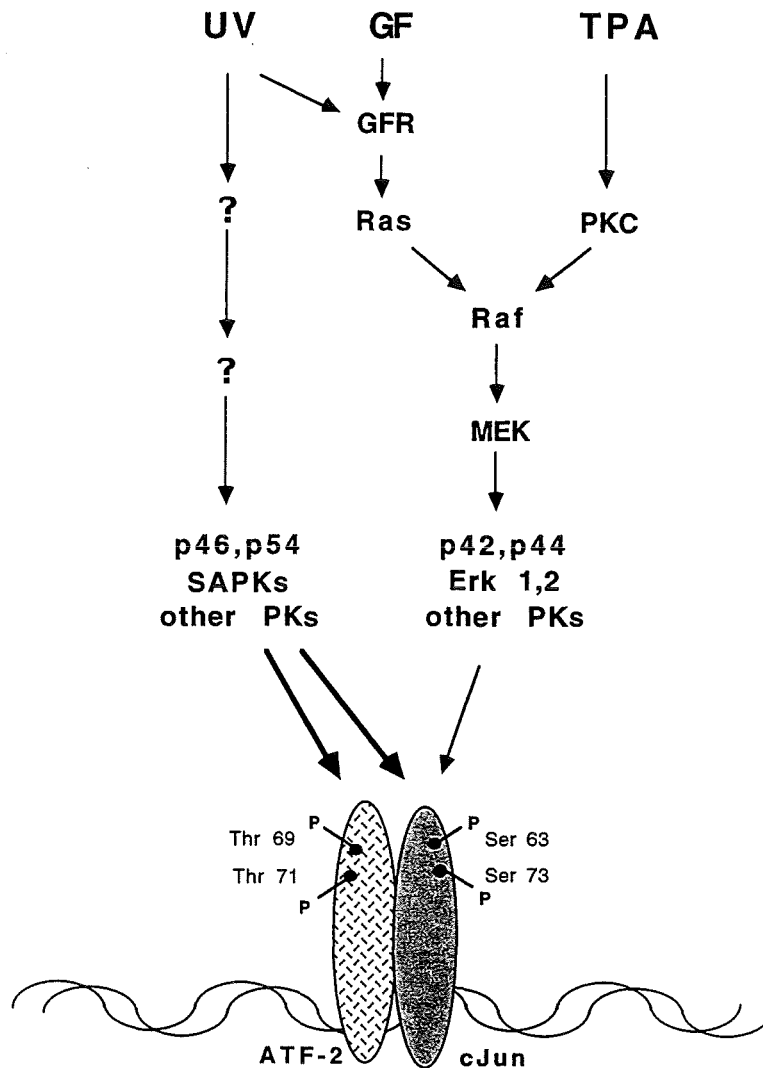 UV GF TPA
GFR
? Ras PKC
Raf
?
MEK
p46,p54 p42,p44
SAPKs Erk 1,2
other PKs other PKs
P P
Thr 69 Ser 63
Thr 71 Ser 73
P P
ATF-2 cJun